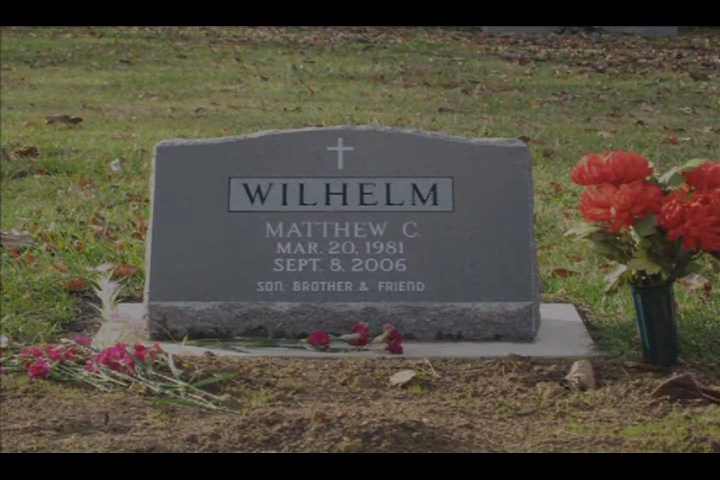 WILHELM
MATTHEW C.
MAR. 20, 1981
SEPT. 8, 2006
SON, BROTHER & FRIEND